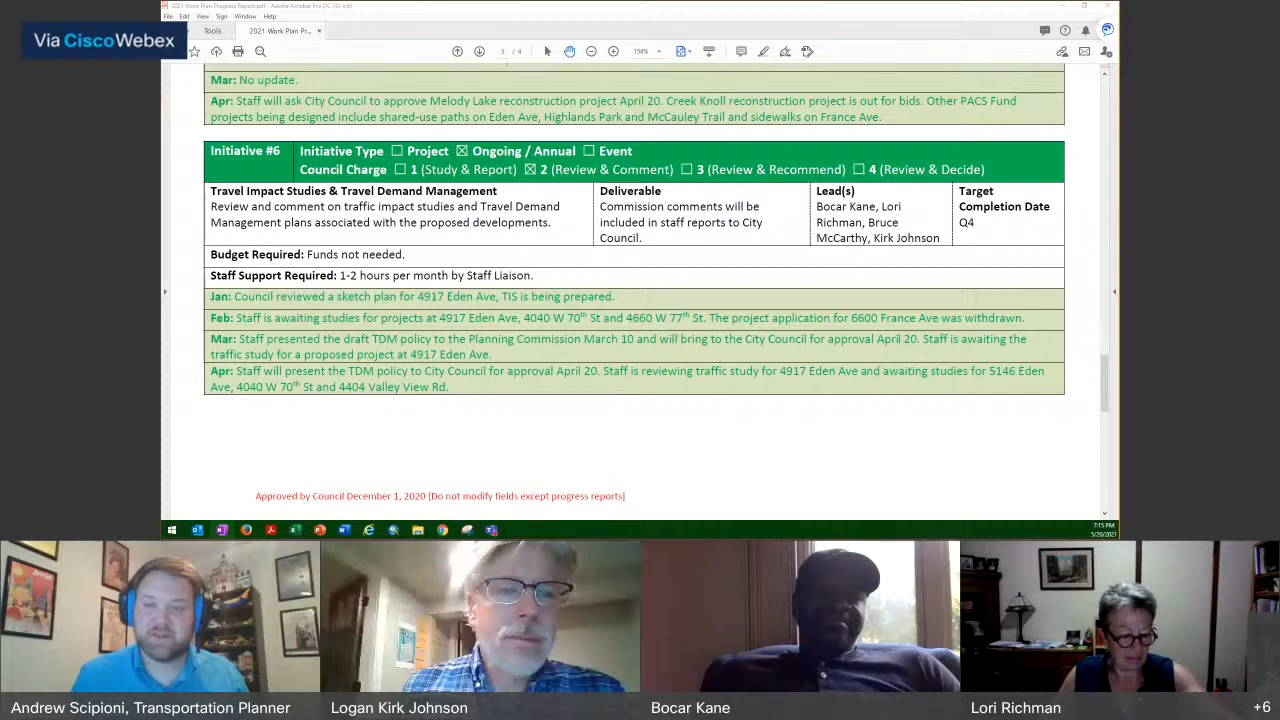 2021 Work Plan Progress Report.pdf - Adobe Acrobat Pro DC (32-bit)
File Edit View Sign Window Help
Via CiscoWebex
Tools
2021 Work Plan Pr... ×
3 / 4
154%
Mar: No update.
Apr: Staff will ask City Council to approve Melody Lake reconstruction project April 20. Creek Knoll reconstruction project is out for bids. Other PACS Fund
projects being designed include shared-use paths on Eden Ave, Highlands Park and McCauley Trail and sidewalks on France Ave.
Initiative #6
Initiative Type ☐ Project ☒ Ongoing / Annual ☐ Event
Council Charge ☐ 1 (Study & Report) ☒ 2 (Review & Comment) ☐ 3 (Review & Recommend) ☐ 4 (Review & Decide)
Travel Impact Studies & Travel Demand Management
Review and comment on traffic impact studies and Travel Demand
Management plans associated with the proposed developments.
Deliverable
Commission comments will be
included in staff reports to City
Council.
Lead(s)
Bocar Kane, Lori
Richman, Bruce
McCarthy, Kirk Johnson
Target
Completion Date
Q4
Budget Required: Funds not needed.
Staff Support Required: 1-2 hours per month by Staff Liaison.
Jan: Council reviewed a sketch plan for 4917 Eden Ave, TIS is being prepared.
Feb: Staff is awaiting studies for projects at 4917 Eden Ave, 4040 W 70th St and 4660 W 77th St. The project application for 6600 France Ave was withdrawn.
Mar: Staff presented the draft TDM policy to the Planning Commission March 10 and will bring to the City Council for approval April 20. Staff is awaiting the
traffic study for a proposed project at 4917 Eden Ave.
Apr: Staff will present the TDM policy to City Council for approval April 20. Staff is reviewing traffic study for 4917 Eden Ave and awaiting studies for 5146 Eden
Ave, 4040 W 70th St and 4404 Valley View Rd.
Approved by Council December 1, 2020 [Do not modify fields except progress reports]
7:15 PM
5/20/2021
Andrew Scipioni, Transportation Planner
Logan Kirk Johnson
Bocar Kane
Lori Richman
+6